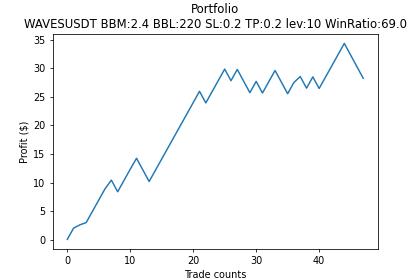 Portfolio
WAVESUSDT BBM:2.4 BBL:220 SL:0.2 TP:0.2 lev:10 WinRatio:69.0
35
30
25
20
15
10
5
0
Profit ($)
0 10 20 30 40
Trade counts